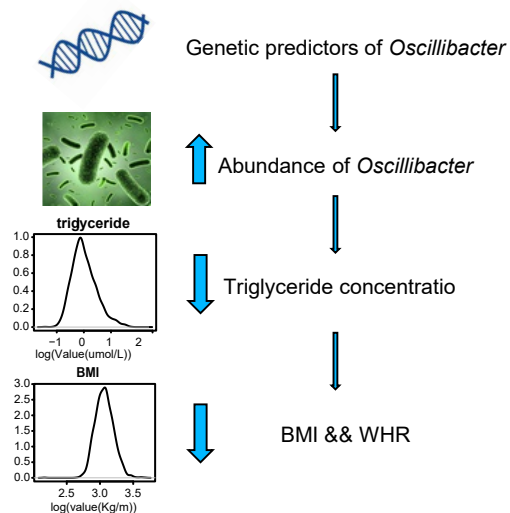 Genetic predictors of Oscillibacter
Abundance of Oscillibacter
triglyceride
1.0
0.8
0.6
0.4
0.2
0.0
−1 0 1 2
log(Value(umol/L))
Triglyceride concentratio
BMI
3.0
2.5
2.0
1.5
1.0
0.5
0.0
2.5 3.0 3.5
log(value(Kg/m))
BMI && WHR